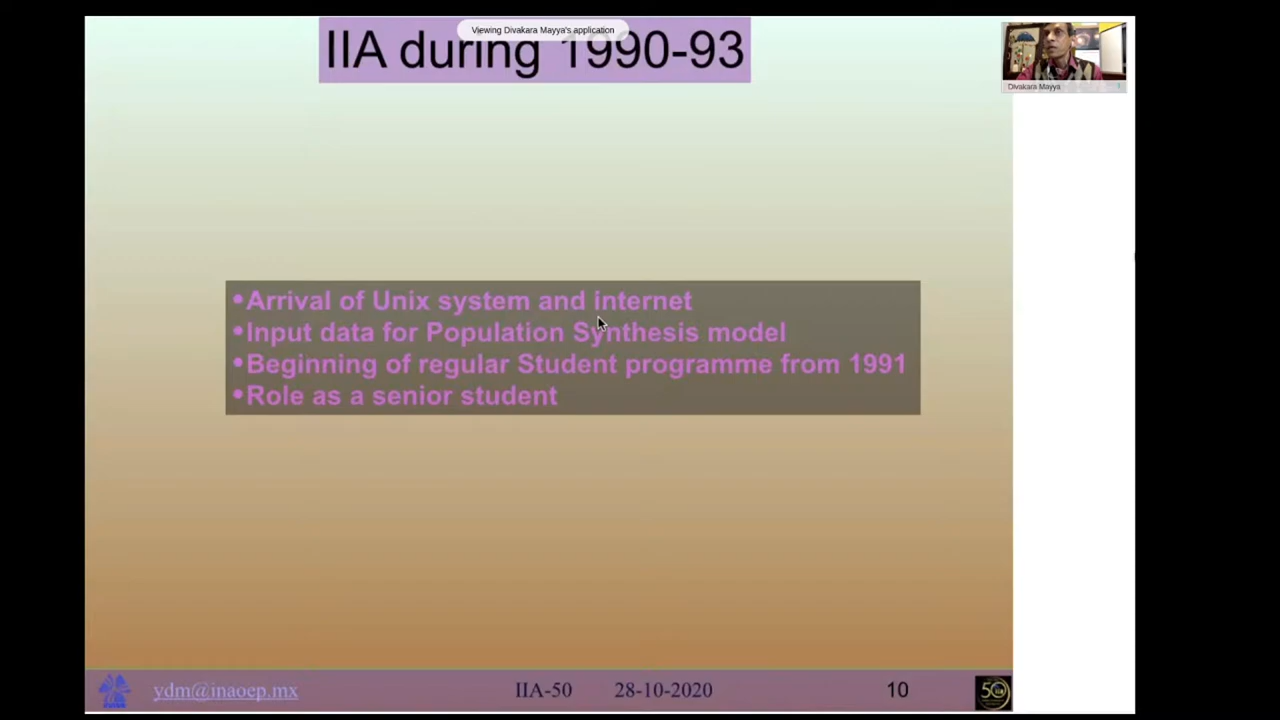 Viewing Divakara Mayya's application
IIA during 1990-93
Divakara Mayya
•Arrival of Unix system and internet
•Input data for Population Synthesis model
•Beginning of regular Student programme from 1991
•Role as a senior student
ydm@inaoep.mx IIA-50 28-10-2020 10
50